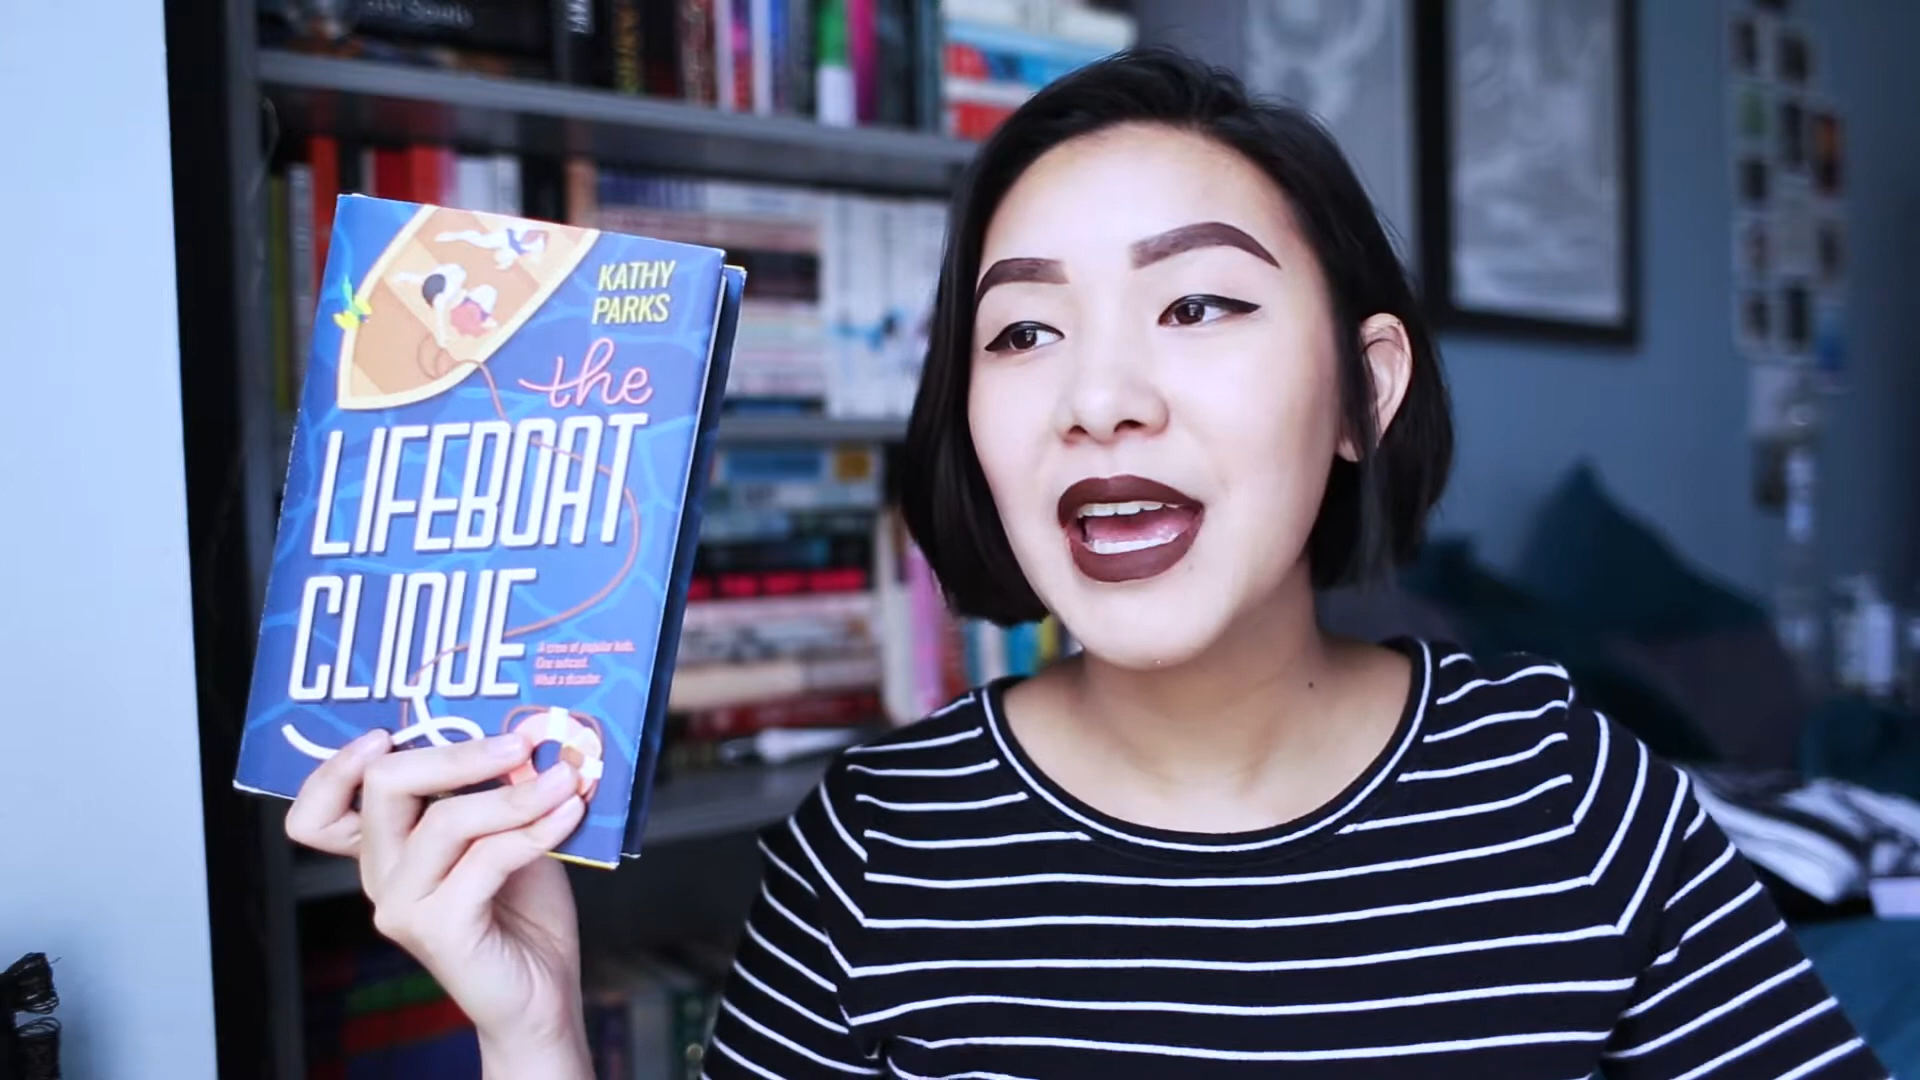 KATHY
PARKS
the
LIFEBOAT
CLIQUE
A crew of popular kids.
One outcast.
What a disaster.